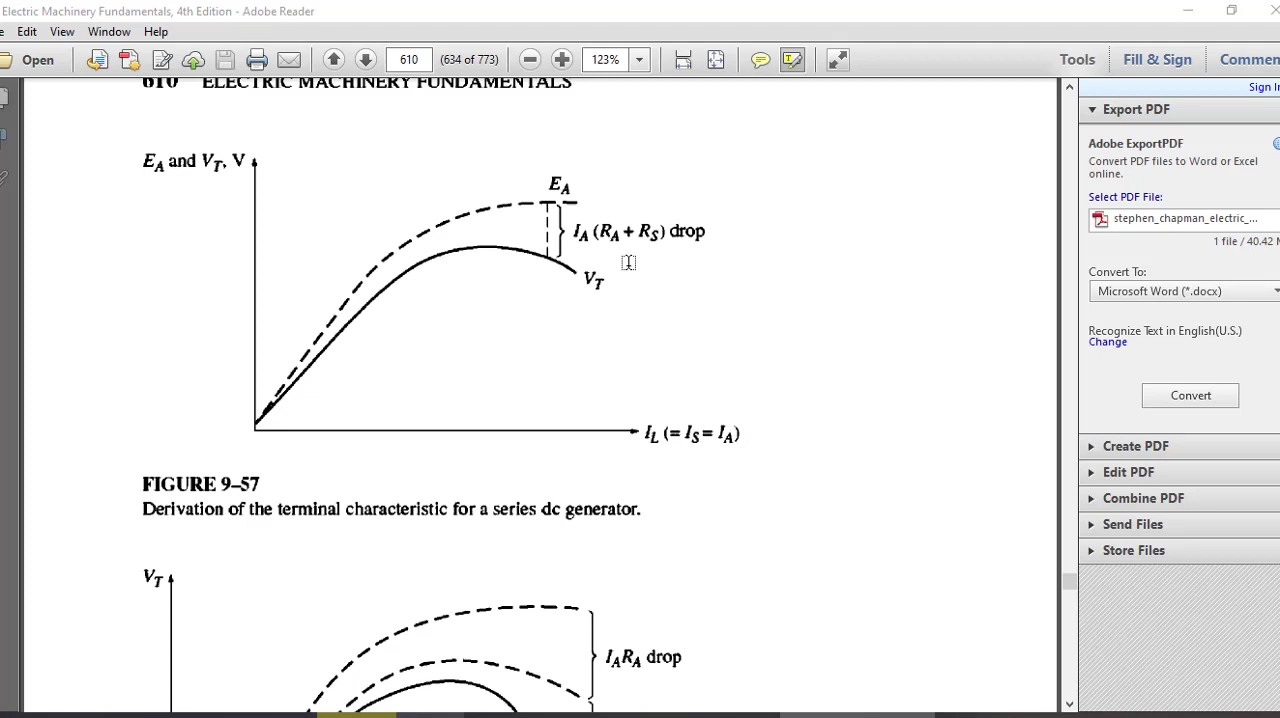 Electric Machinery Fundamentals, 4th Edition - Adobe Reader
Edit View Window Help
Open 610 (634 of 773) 123% Tools Fill & Sign
Sign
610 ELECTRIC MACHINERY FUNDAMENTALS
Export PDF
Adobe ExportPDF
Convert PDF files to Word or Excel
online.
Select PDF File:
stephen_chapman_electric_...
1 file / 40.42
Convert To:
Microsoft Word (*.docx)
Recognize Text in English(U.S.)
Change
Convert
Create PDF
Edit PDF
Combine PDF
Send Files
Store Files
E_A and V_T, V
E_A
I_A (R_A + R_S) drop
V_T
I_L (= I_S = I_A)
FIGURE 9–57
Derivation of the terminal characteristic for a series dc generator.
V_T
I_A R_A drop